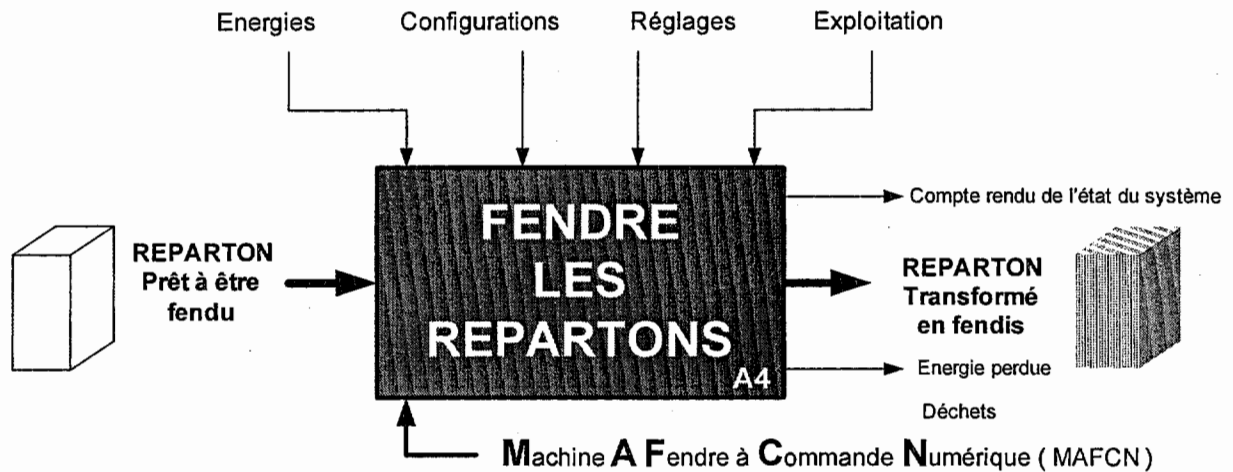 Energies Configurations Réglages Exploitation
Compte rendu de l'état du système
FENDRE
LES
REPARTONS
A4
REPARTON
Prêt à être
fendu
REPARTON
Transformé
en fendis
Energie perdue
Déchets
Machine A Fendre à Commande Numérique ( MAFCN )